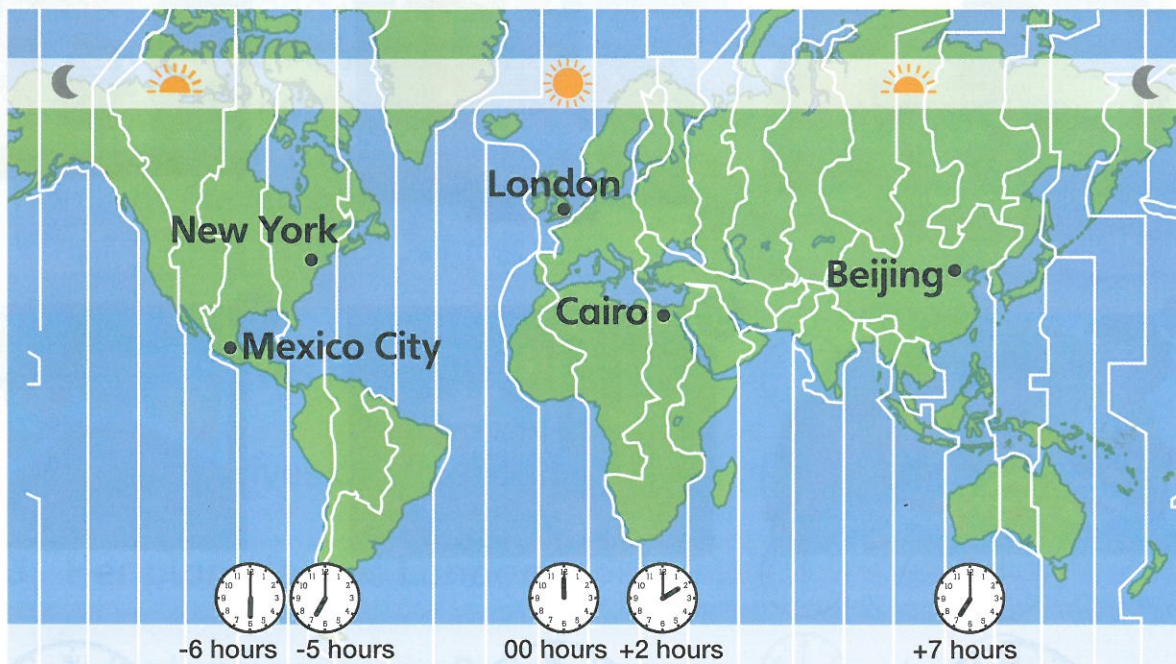 London
New York
Beijing
Cairo
Mexico City
-6 hours
-5 hours
00 hours
+2 hours
+7 hours